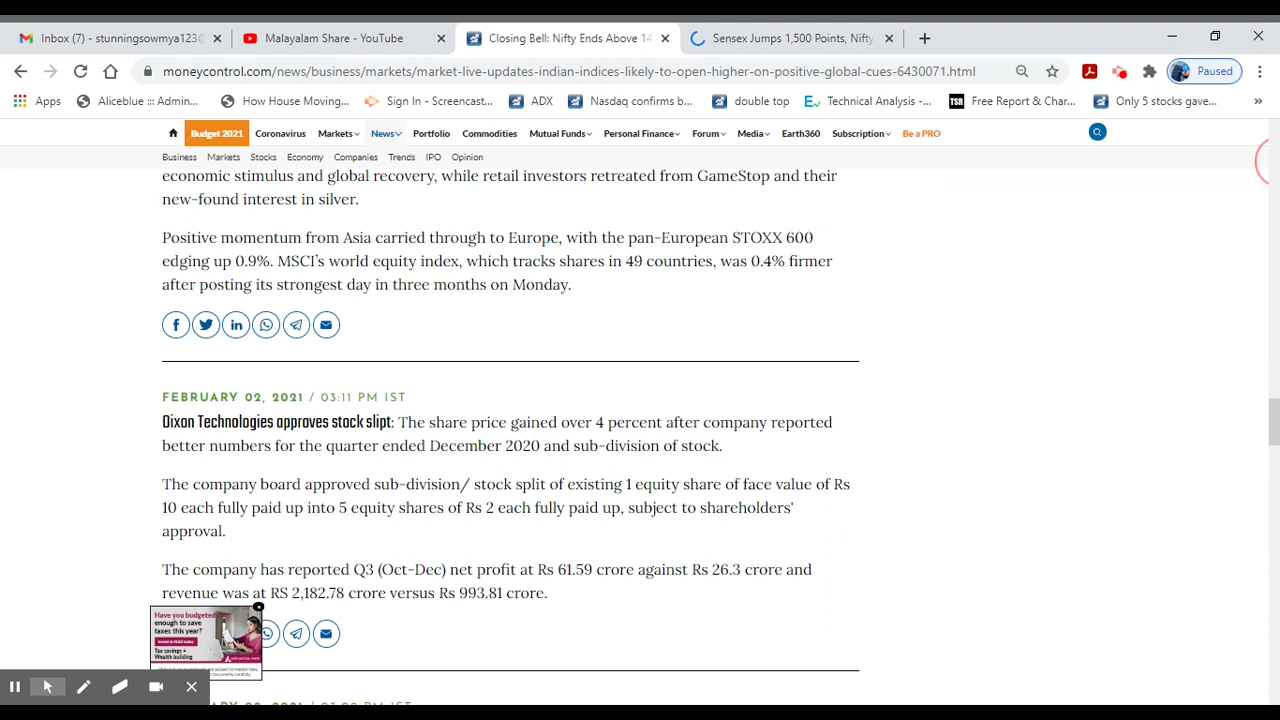 Inbox (7) - stunningsowmya123@
Malayalam Share - YouTube
Closing Bell: Nifty Ends Above 14
Sensex Jumps 1,500 Points, Nifty
moneycontrol.com/news/business/markets/market-live-updates-indian-indices-likely-to-open-higher-on-positive-global-cues-6430071.html
Paused
Apps
Aliceblue ::: Admin...
How House Moving...
Sign In - Screencast...
ADX
Nasdaq confirms b...
double top
Technical Analysis -...
TSR Free Report & Char...
Only 5 stocks gave...
Budget 2021 Coronavirus Markets News Portfolio Commodities Mutual Funds Personal Finance Forum Media Earth360 Subscription Be a PRO
Business Markets Stocks Economy Companies Trends IPO Opinion
economic stimulus and global recovery, while retail investors retreated from GameStop and their
new-found interest in silver.
Positive momentum from Asia carried through to Europe, with the pan-European STOXX 600
edging up 0.9%. MSCI's world equity index, which tracks shares in 49 countries, was 0.4% firmer
after posting its strongest day in three months on Monday.
FEBRUARY 02, 2021 / 03:11 PM IST
Dixon Technologies approves stock slipt: The share price gained over 4 percent after company reported
better numbers for the quarter ended December 2020 and sub-division of stock.
The company board approved sub-division/ stock split of existing 1 equity share of face value of Rs
10 each fully paid up into 5 equity shares of Rs 2 each fully paid up, subject to shareholders'
approval.
The company has reported Q3 (Oct-Dec) net profit at Rs 61.59 crore against Rs 26.3 crore and
revenue was at RS 2,182.78 crore versus Rs 993.81 crore.
Have you budgeted
enough to save
taxes this year?
Tax savings +
Wealth building